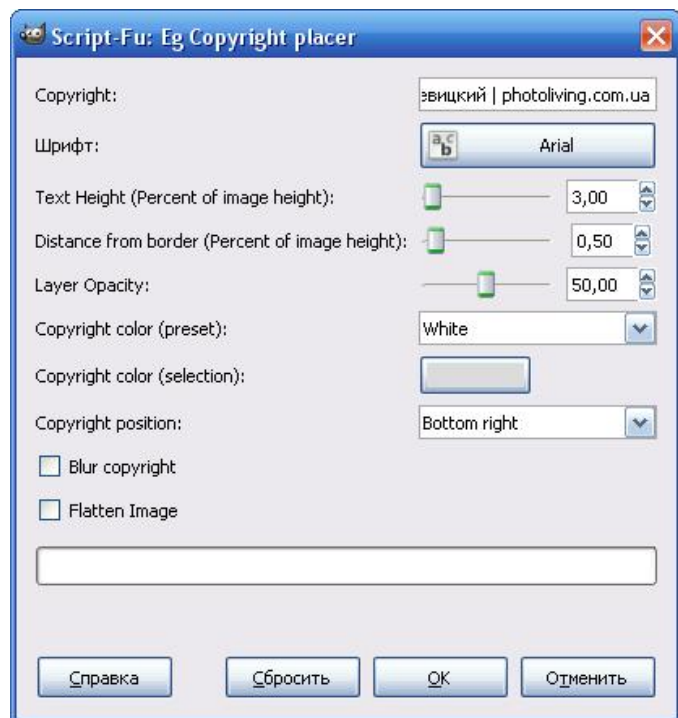 Script-Fu: Eg Copyright placer
Copyright: евицкий | photoliving.com.ua
Шрифт: Arial
Text Height (Percent of image height): 3,00
Distance from border (Percent of image height): 0,50
Layer Opacity: 50,00
Copyright color (preset): White
Copyright color (selection):
Copyright position: Bottom right
Blur copyright
Flatten Image
Справка Сбросить OK Отменить